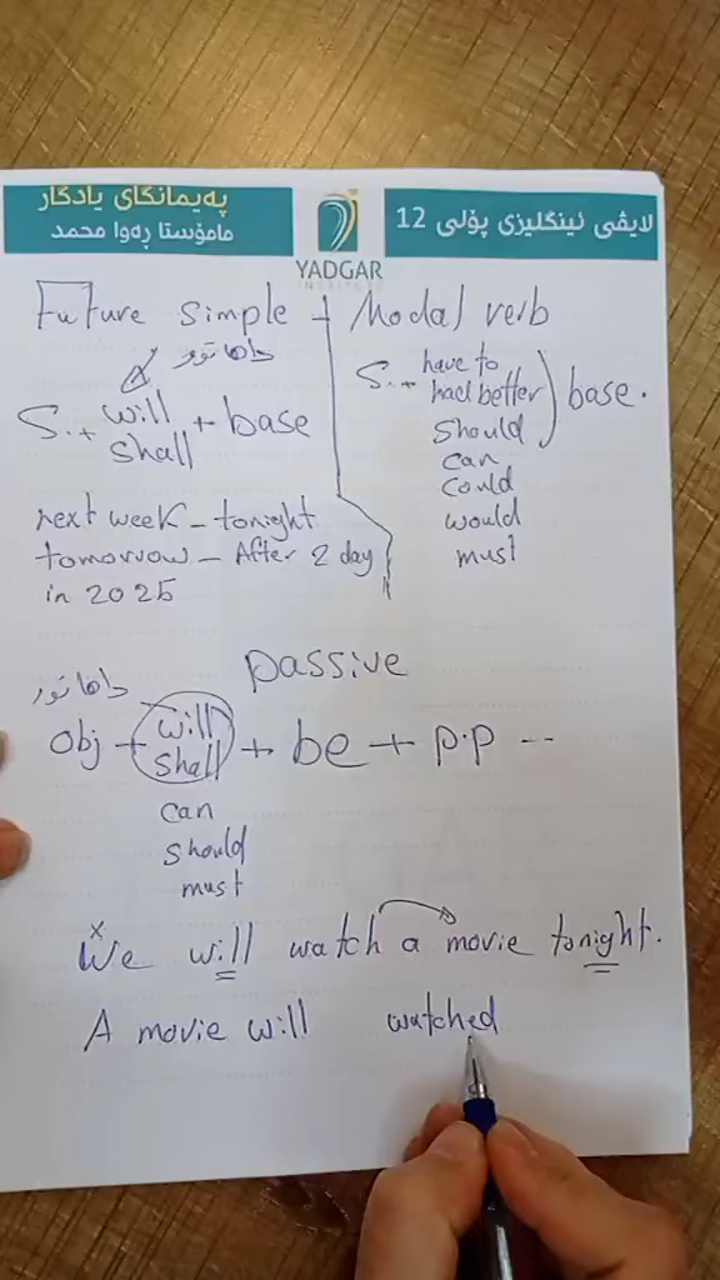 پەیمانگای یادگار
مامۆستا ڕەوا محمد
YADGAR
INSTITUTE
لایڤی ئینگلیزی پۆلی 12
Future simple + Modal verb
داهاتوو
S. + will
shall + base
S. + have to
had better
should
can
could
would
must
base.
next week - tonight
tomorrow - After 2 day
in 2025
passive
داهاتوو
obj + will
shall + be + p.p --
can
should
must
x
We will watch a movie tonight.
A movie will watched